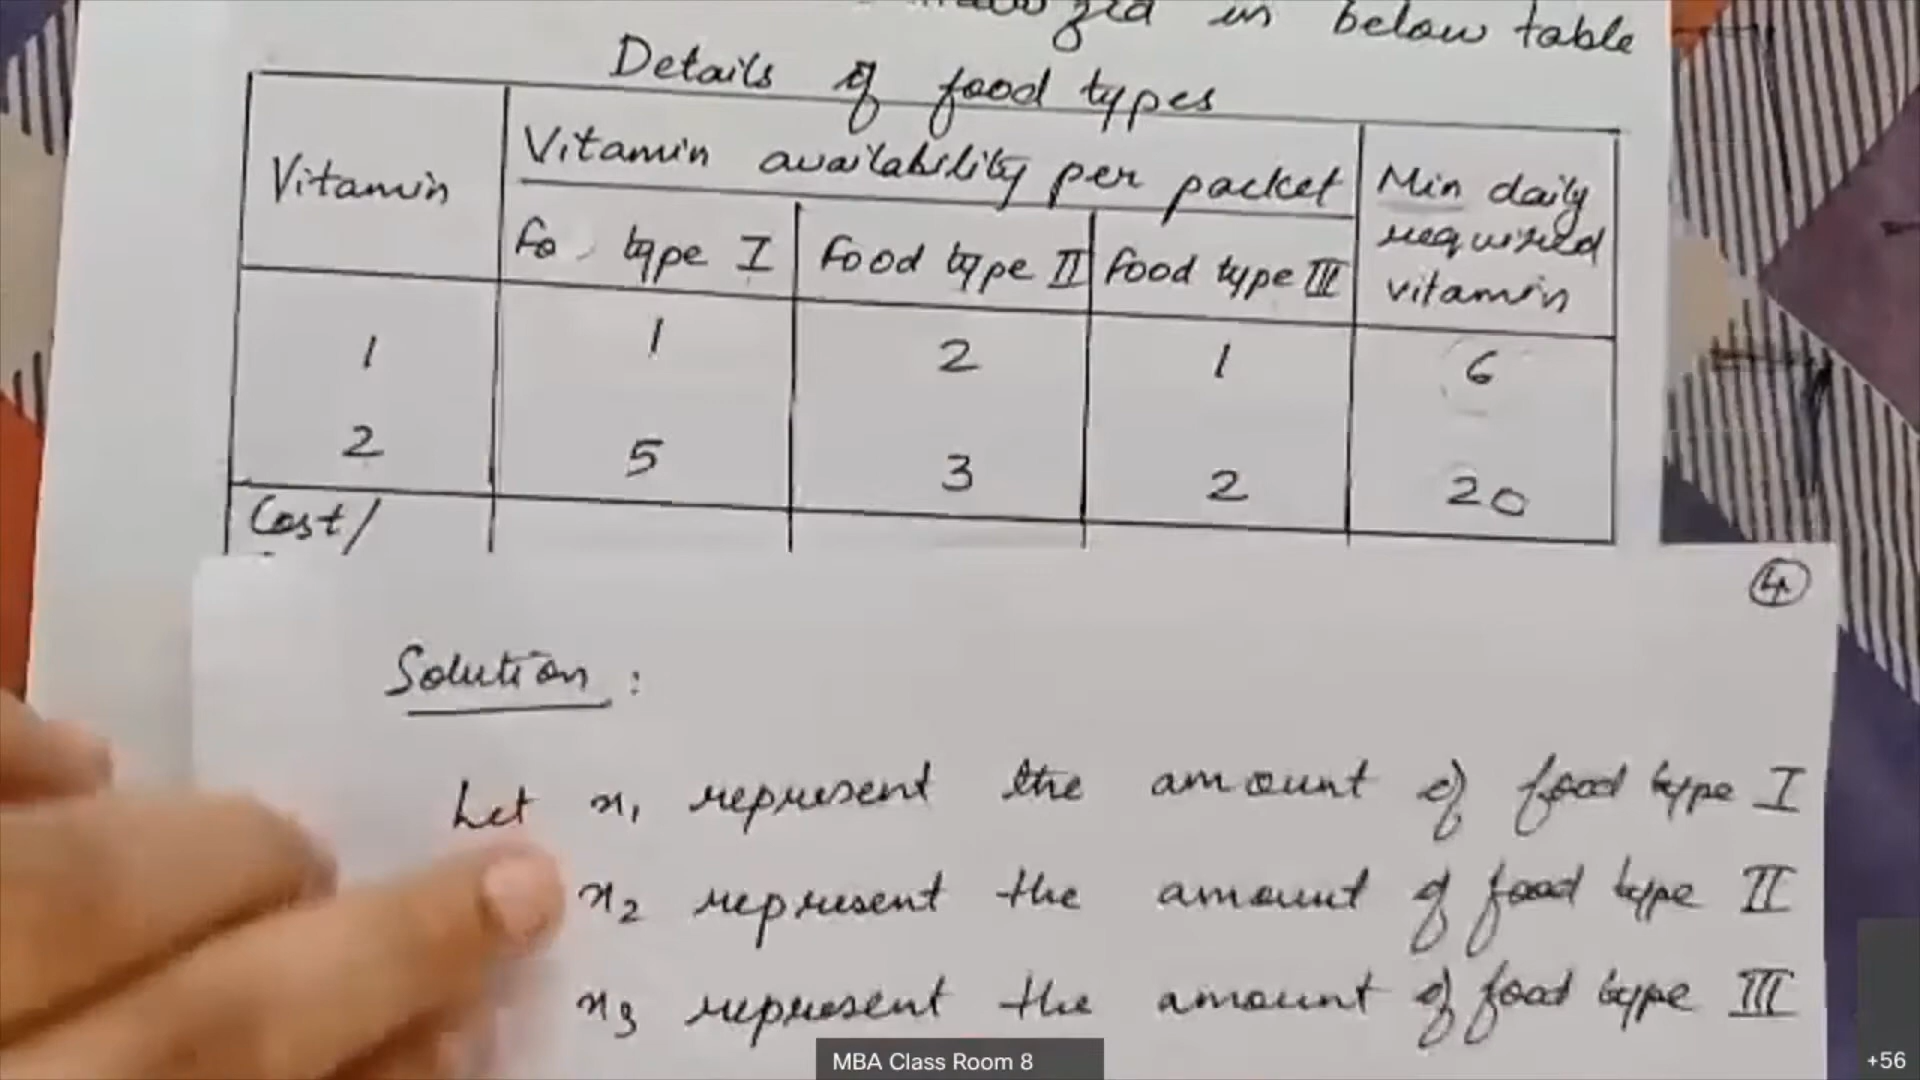 in below table
Details of food types
Vitamin
Vitamin availability per packet
Min daily required vitamin
Fo type I
Food type II
Food type III
1 1 2 1 6
2 5 3 2 20
Cost/
4
Solution :
Let x1 represent the amount of food type I
x2 represent the amount of food type II
x3 represent the amount of food type III
MBA Class Room 8
+56